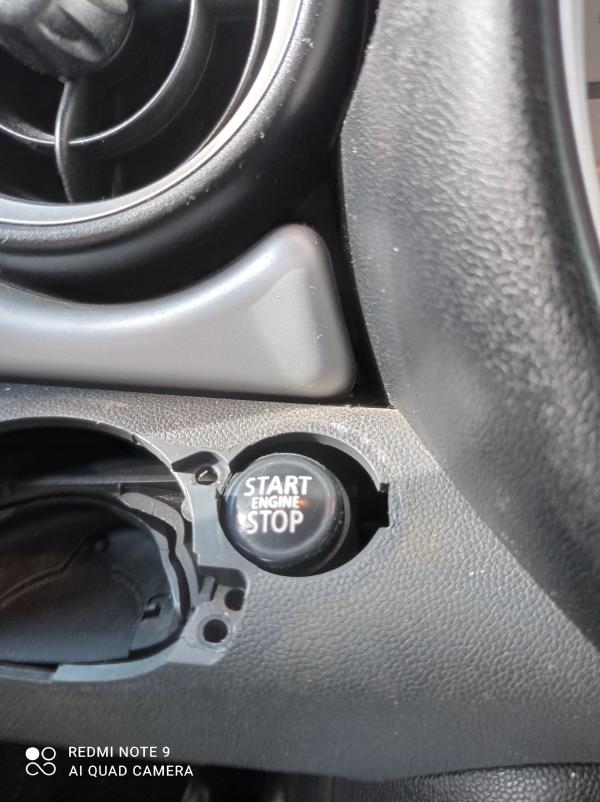 START
ENGINE
STOP
REDMI NOTE 9
AI QUAD CAMERA